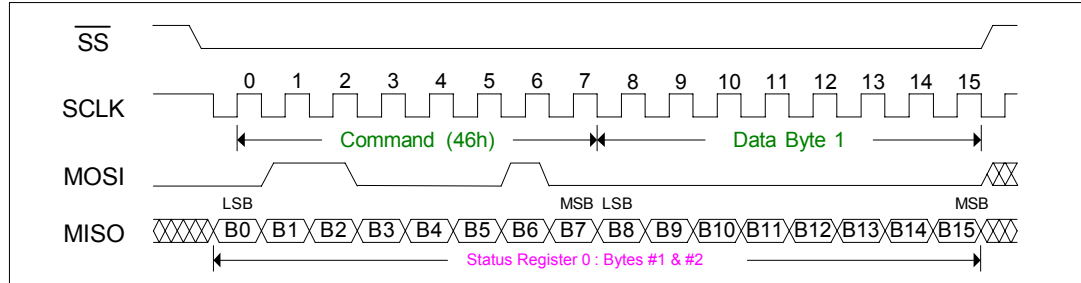 SS
0 1 2 3 4 5 6 7 8 9 10 11 12 13 14 15
SCLK
Command (46h) Data Byte 1
MOSI
LSB MSB LSB MSB
MISO B0 B1 B2 B3 B4 B5 B6 B7 B8 B9 B10 B11 B12 B13 B14 B15
Status Register 0 : Bytes #1 & #2